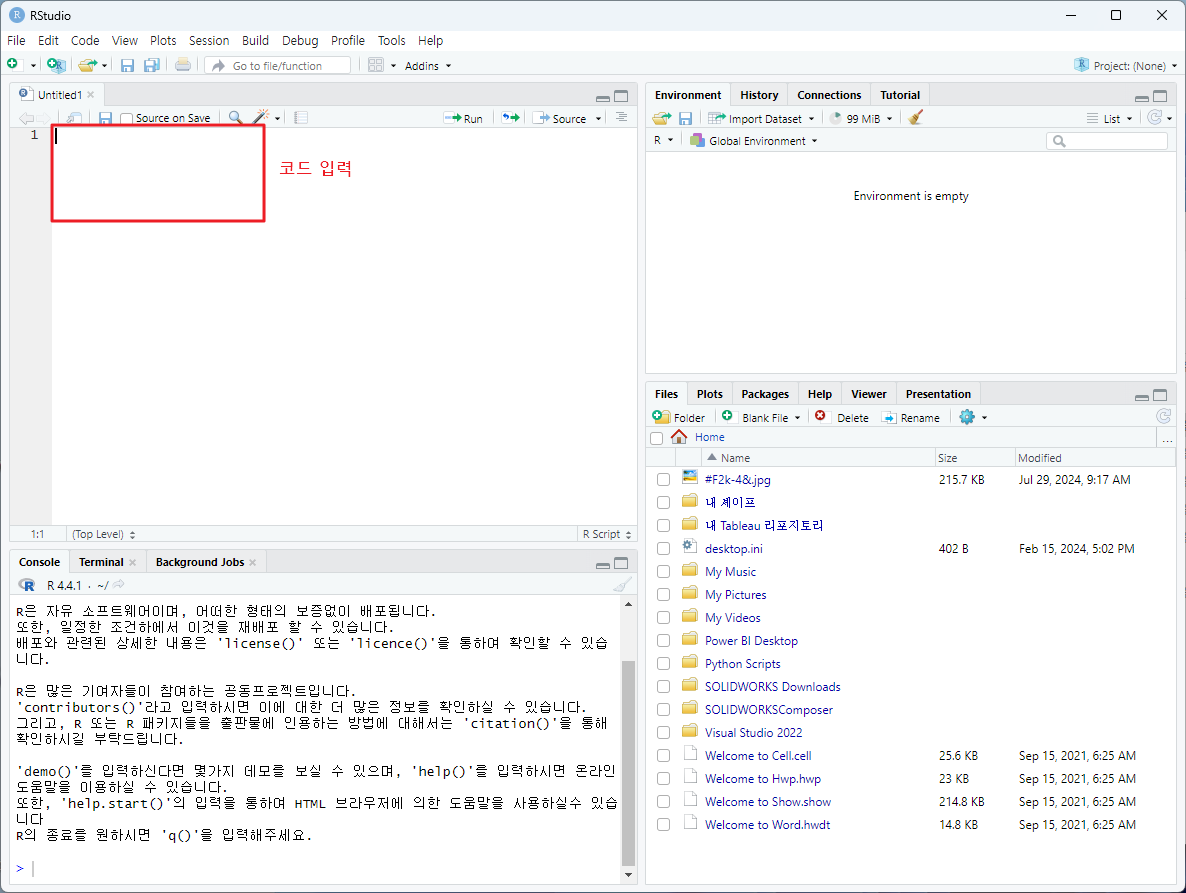 RStudio
File Edit Code View Plots Session Build Debug Profile Tools Help
Go to file/function Addins Project: (None)
Untitled1
Source on Save Run Source
1
코드 입력
1:1 (Top Level) R Script
Console Terminal Background Jobs
R 4.4.1 · ~/
R은 자유 소프트웨어이며, 어떠한 형태의 보증없이 배포됩니다.
또한, 일정한 조건하에서 이것을 재배포 할 수 있습니다.
배포와 관련된 상세한 내용은 'license()' 또는 'licence()'을 통하여 확인할 수 있습
니다.
R은 많은 기여자들이 참여하는 공동프로젝트입니다.
'contributors()'라고 입력하시면 이에 대한 더 많은 정보를 확인하실 수 있습니다.
그리고, R 또는 R 패키지들을 출판물에 인용하는 방법에 대해서는 'citation()'을 통해
확인하시길 부탁드립니다.
'demo()'를 입력하신다면 몇가지 데모를 보실 수 있으며, 'help()'를 입력하시면 온라인
도움말을 이용하실 수 있습니다.
또한, 'help.start()'의 입력을 통하여 HTML 브라우저에 의한 도움말을 사용하실수 있습
니다
R의 종료를 원하시면 'q()'을 입력해주세요.
>
Environment History Connections Tutorial
Import Dataset 99 MiB List
R Global Environment
Environment is empty
Files Plots Packages Help Viewer Presentation
Folder Blank File Delete Rename
Home ...
Name Size Modified
#F2k-4&.jpg 215.7 KB Jul 29, 2024, 9:17 AM
내 셰이프
내 Tableau 리포지토리
desktop.ini 402 B Feb 15, 2024, 5:02 PM
My Music
My Pictures
My Videos
Power BI Desktop
Python Scripts
SOLIDWORKS Downloads
SOLIDWORKSComposer
Visual Studio 2022
Welcome to Cell.cell 25.6 KB Sep 15, 2021, 6:25 AM
Welcome to Hwp.hwp 23 KB Sep 15, 2021, 6:25 AM
Welcome to Show.show 214.8 KB Sep 15, 2021, 6:25 AM
Welcome to Word.hwdt 14.8 KB Sep 15, 2021, 6:25 AM